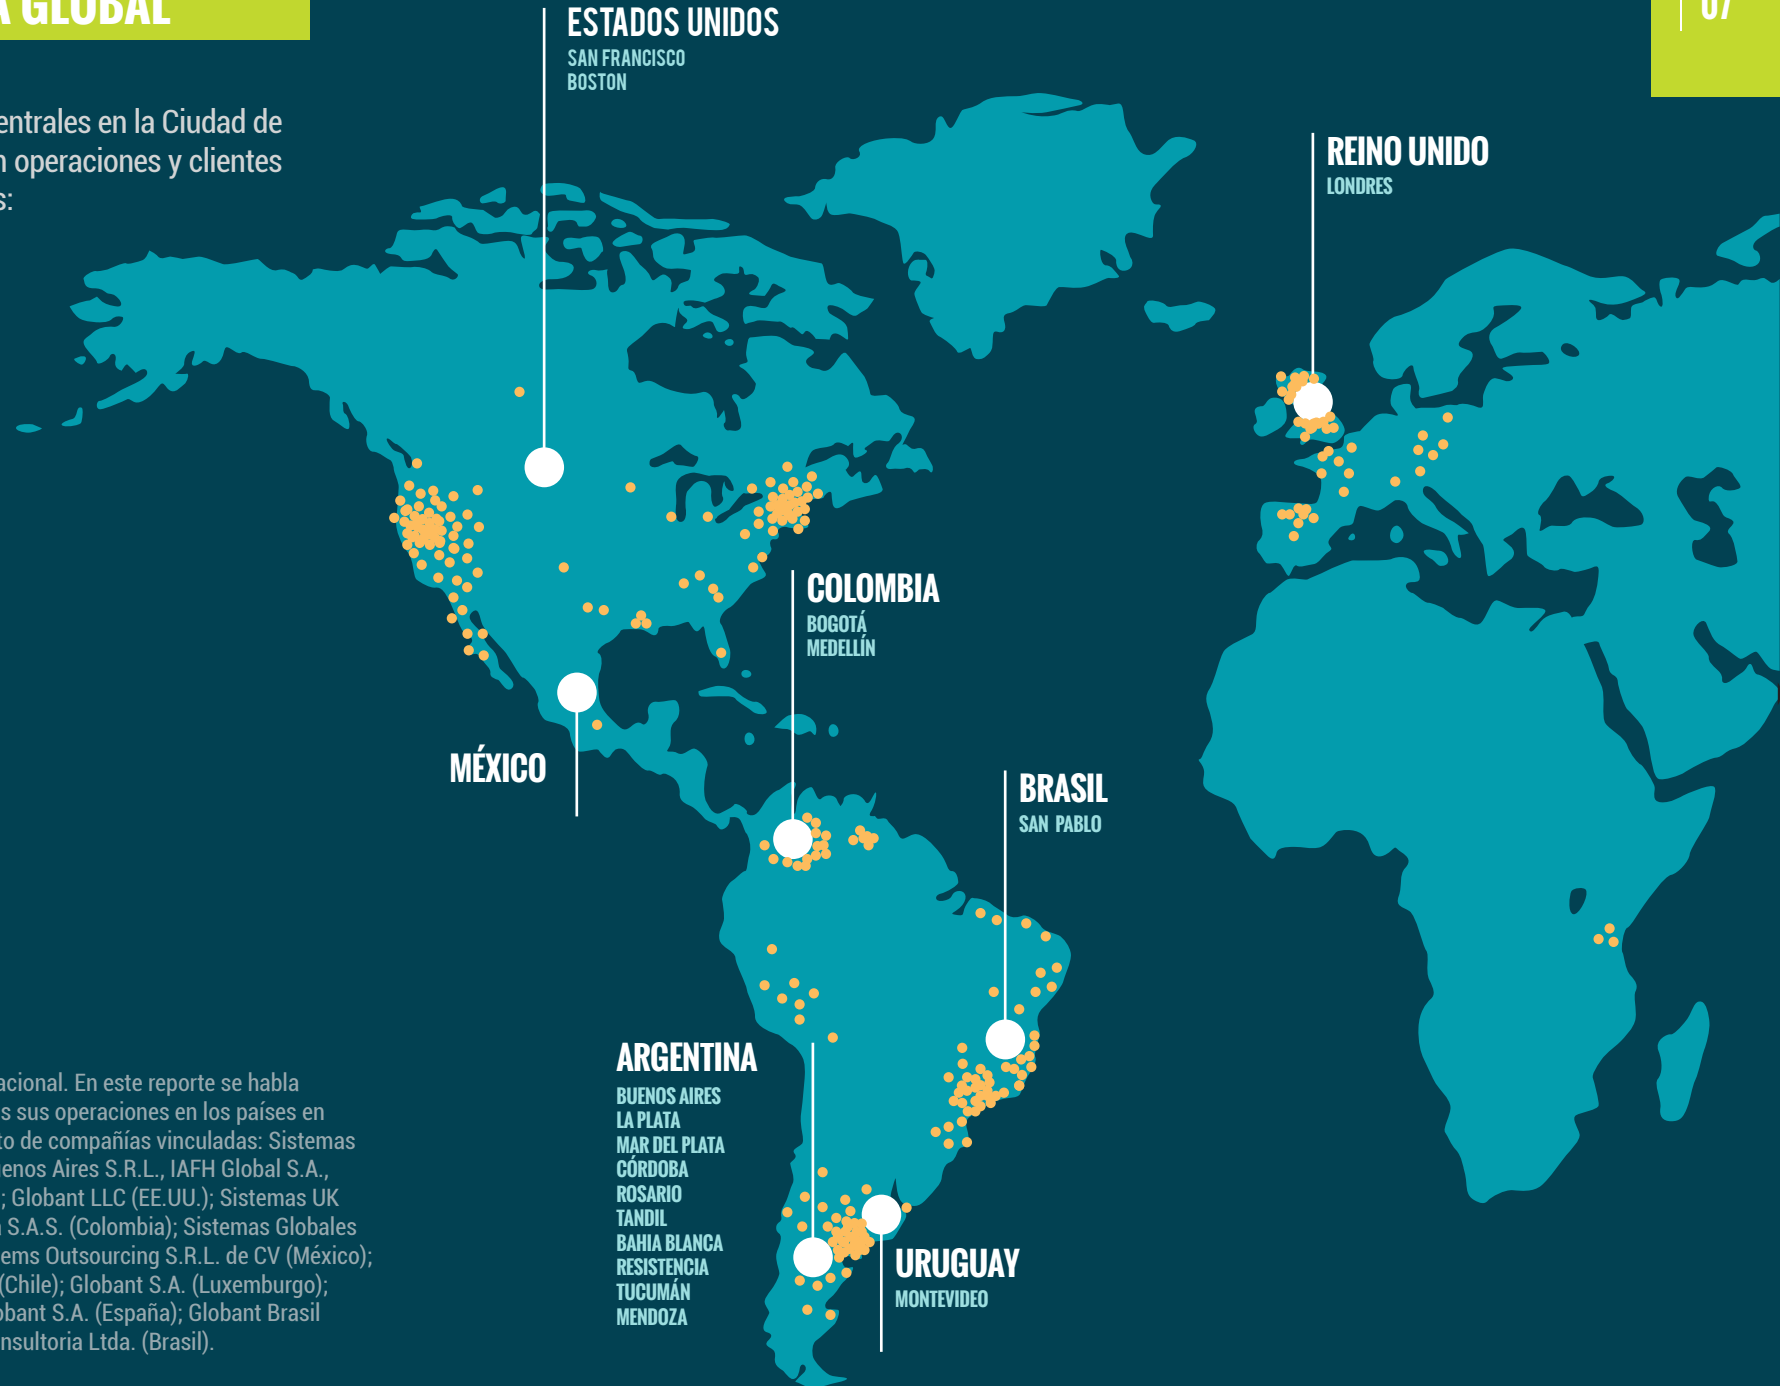 A GLOBAL
07
entrales en la Ciudad de
n operaciones y clientes
s:
ESTADOS UNIDOS
SAN FRANCISCO
BOSTON
REINO UNIDO
LONDRES
COLOMBIA
BOGOTÁ
MEDELLÍN
MÉXICO
BRASIL
SAN PABLO
ARGENTINA
BUENOS AIRES
LA PLATA
MAR DEL PLATA
CÓRDOBA
ROSARIO
TANDIL
BAHIA BLANCA
RESISTENCIA
TUCUMÁN
MENDOZA
URUGUAY
MONTEVIDEO
acional. En este reporte se habla
s sus operaciones en los países en
to de compañías vinculadas: Sistemas
uenos Aires S.R.L., IAFH Global S.A.,
; Globant LLC (EE.UU.); Sistemas UK
a S.A.S. (Colombia); Sistemas Globales
tems Outsourcing S.R.L. de CV (México);
(Chile); Globant S.A. (Luxemburgo);
obant S.A. (España); Globant Brasil
nsultoria Ltda. (Brasil).